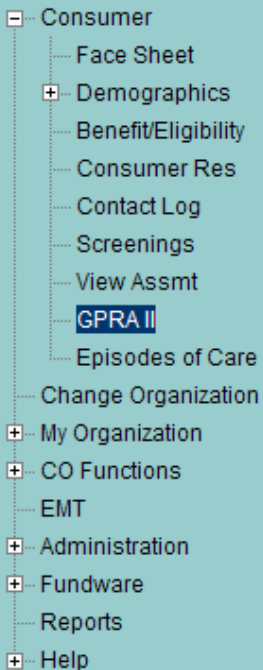 Consumer
Face Sheet
Demographics
Benefit/Eligibility
Consumer Res
Contact Log
Screenings
View Assmt
GPRA II
Episodes of Care
Change Organization
My Organization
CO Functions
EMT
Administration
Fundware
Reports
Help